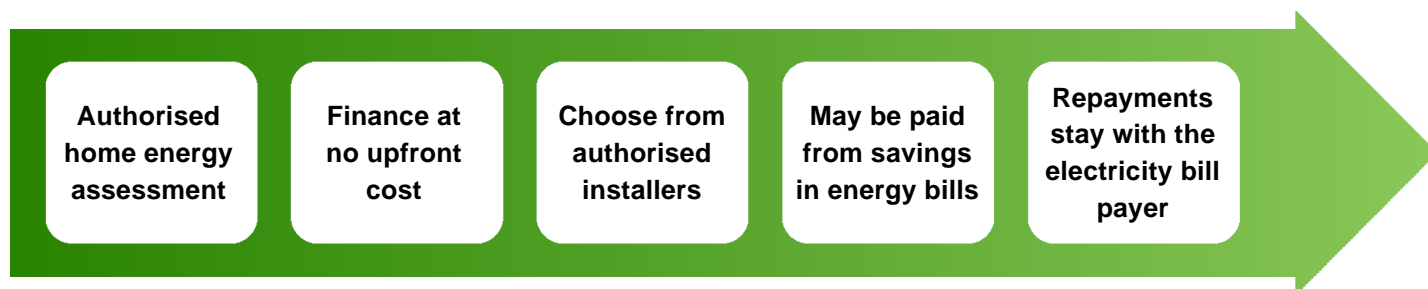 Authorised
home energy
assessment
Finance at
no upfront
cost
Choose from
authorised
installers
May be paid
from savings
in energy bills
Repayments
stay with the
electricity bill
payer